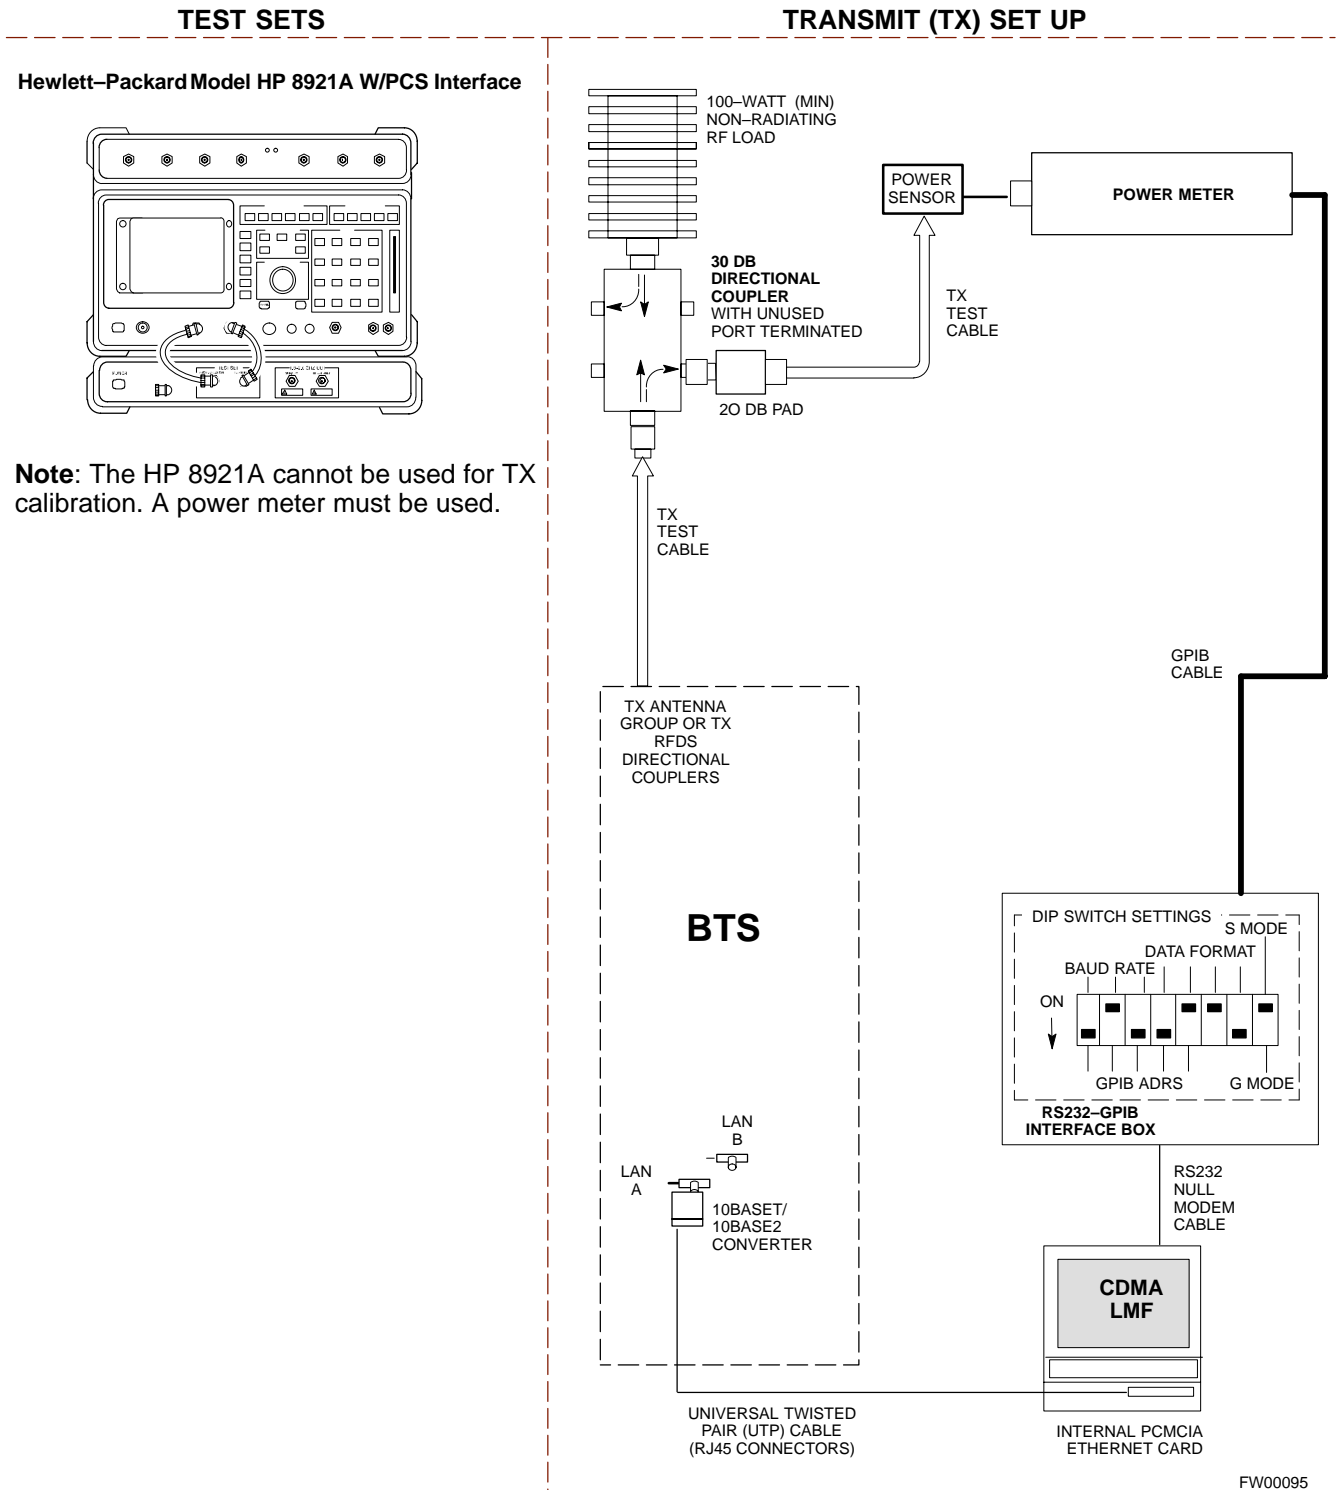 TEST SETS
TRANSMIT (TX) SET UP
Hewlett–Packard Model HP 8921A W/PCS Interface
Note: The HP 8921A cannot be used for TX
calibration. A power meter must be used.
100–WATT (MIN)
NON–RADIATING
RF LOAD
POWER
SENSOR
POWER METER
30 DB
DIRECTIONAL
COUPLER
WITH UNUSED
PORT TERMINATED
TX
TEST
CABLE
2O DB PAD
TX
TEST
CABLE
GPIB
CABLE
TX ANTENNA
GROUP OR TX
RFDS
DIRECTIONAL
COUPLERS
BTS
DIP SWITCH SETTINGS
S MODE
DATA FORMAT
BAUD RATE
ON
GPIB ADRS
G MODE
RS232–GPIB
INTERFACE BOX
LAN
B
LAN
A
10BASET/
10BASE2
CONVERTER
RS232
NULL
MODEM
CABLE
CDMA
LMF
UNIVERSAL TWISTED
PAIR (UTP) CABLE
(RJ45 CONNECTORS)
INTERNAL PCMCIA
ETHERNET CARD
FW00095